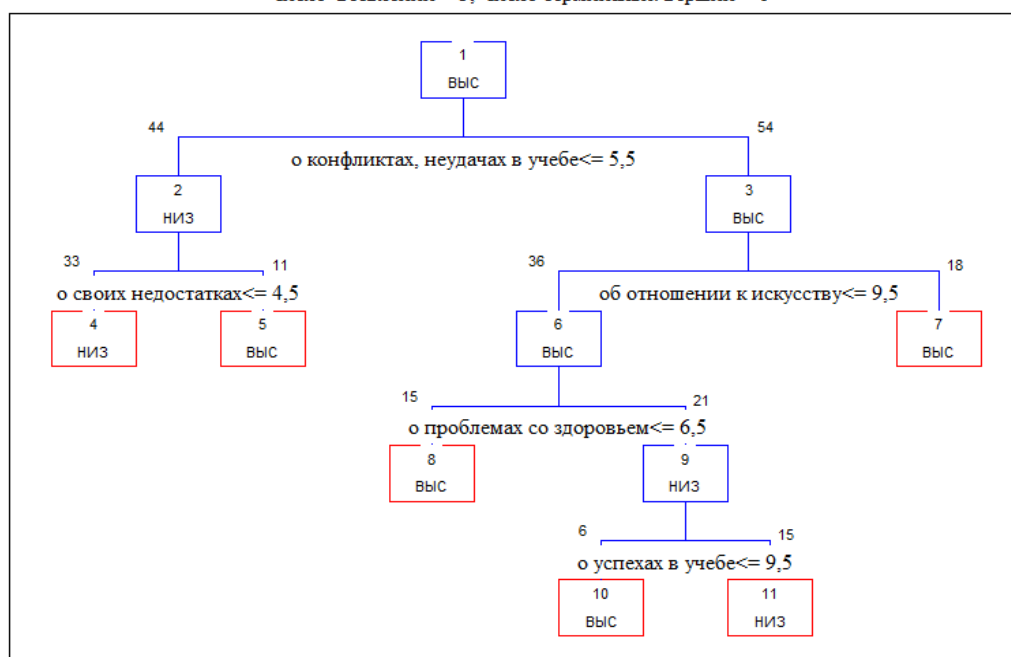 1
ВЫС
44
54
о конфликтах, неудачах в учебе<= 5,5
2
НИЗ
3
ВЫС
33
11
36
18
о своих недостатках<= 4,5
об отношении к искусству<= 9,5
4
НИЗ
5
ВЫС
6
ВЫС
7
ВЫС
15
21
о проблемах со здоровьем<= 6,5
8
ВЫС
9
НИЗ
6
15
о успехах в учебе<= 9,5
10
ВЫС
11
НИЗ